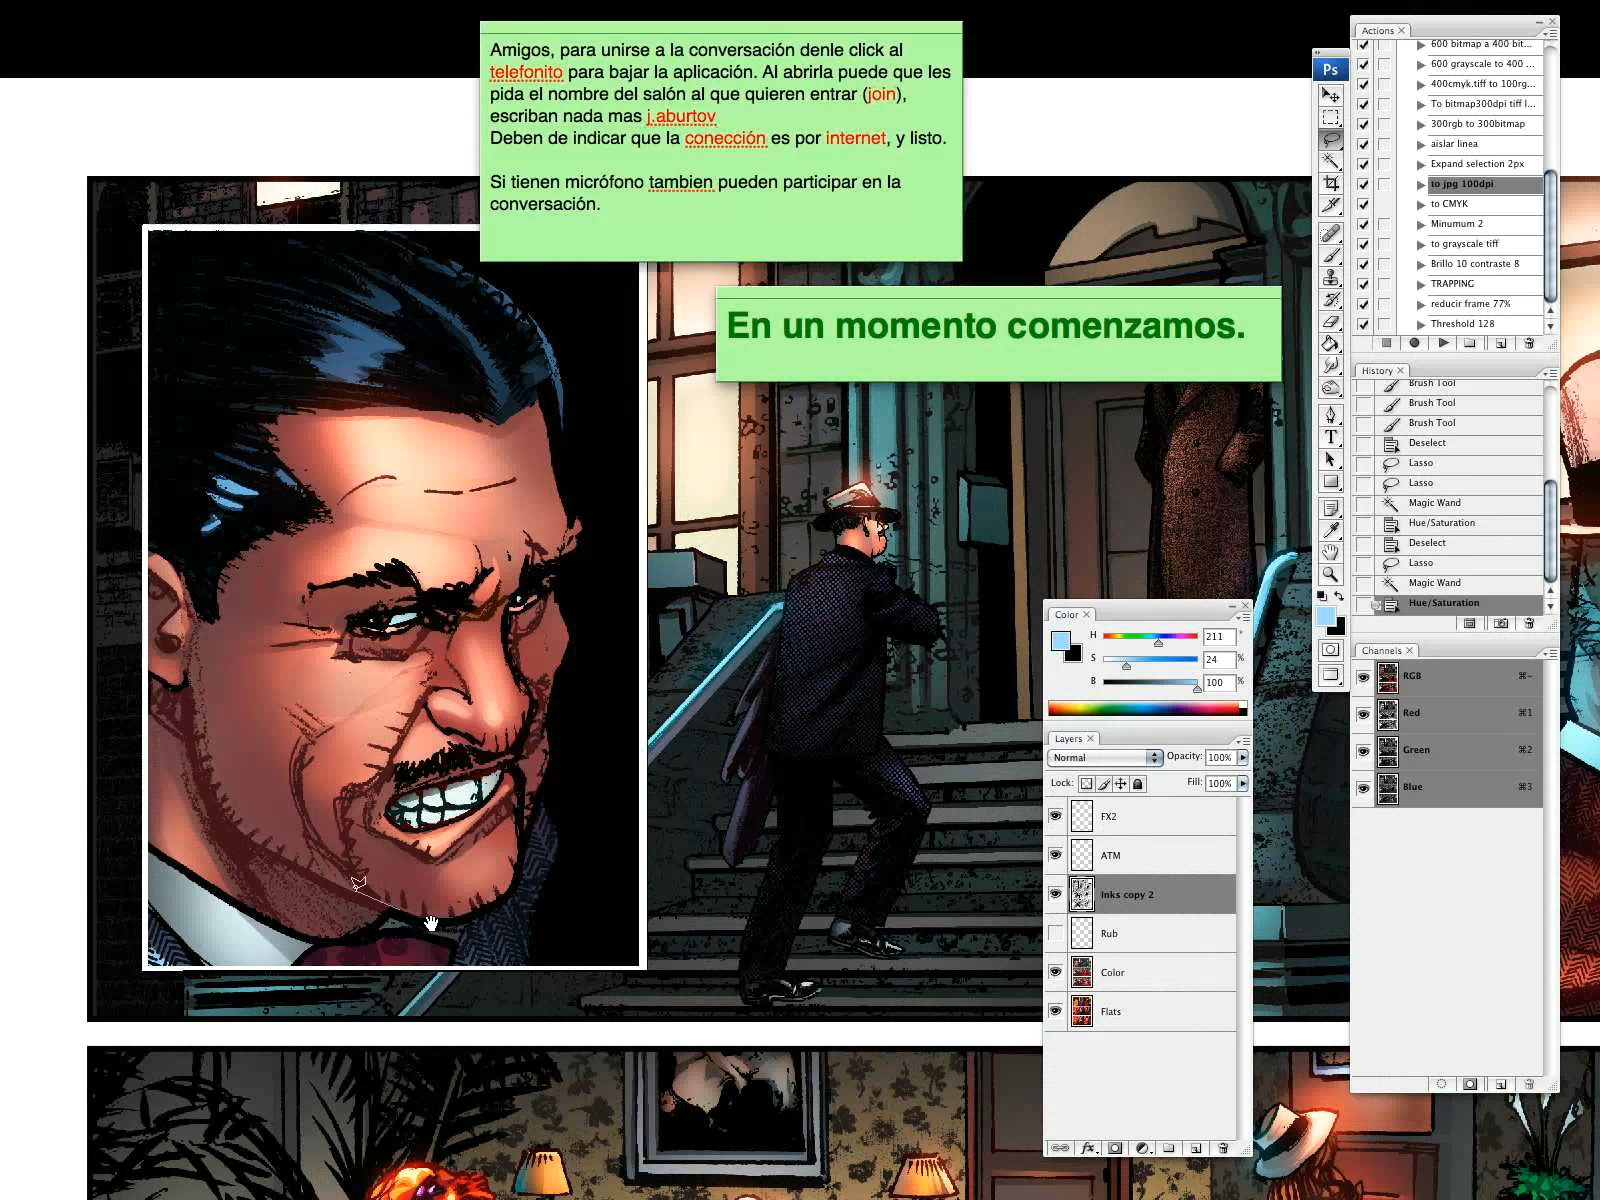 Amigos, para unirse a la conversación denle click al
telefonito para bajar la aplicación. Al abrirla puede que les
pida el nombre del salón al que quieren entrar (join),
escriban nada mas j.aburtov
Deben de indicar que la conección es por internet, y listo.
Si tienen micrófono tambien pueden participar en la
conversación.
En un momento comenzamos.
Ps
Actions
600 bitmap a 400 bit...
600 grayscale to 400 ...
400cmyk.tiff to 100rg...
To bitmap300dpi tiff l...
300rgb to 300bitmap
aislar linea
Expand selection 2px
to jpg 100dpi
to CMYK
Minumum 2
to grayscale tiff
Brillo 10 contraste 8
TRAPPING
reducir frame 77%
Threshold 128
History
Brush Tool
Brush Tool
Brush Tool
Deselect
Lasso
Lasso
Magic Wand
Hue/Saturation
Deselect
Lasso
Magic Wand
Hue/Saturation
Color
H 211 °
S 24 %
B 100 %
Layers
Normal Opacity: 100%
Lock: Fill: 100%
FX2
ATM
Inks copy 2
Rub
Color
Flats
Channels
RGB ⌘~
Red ⌘1
Green ⌘2
Blue ⌘3